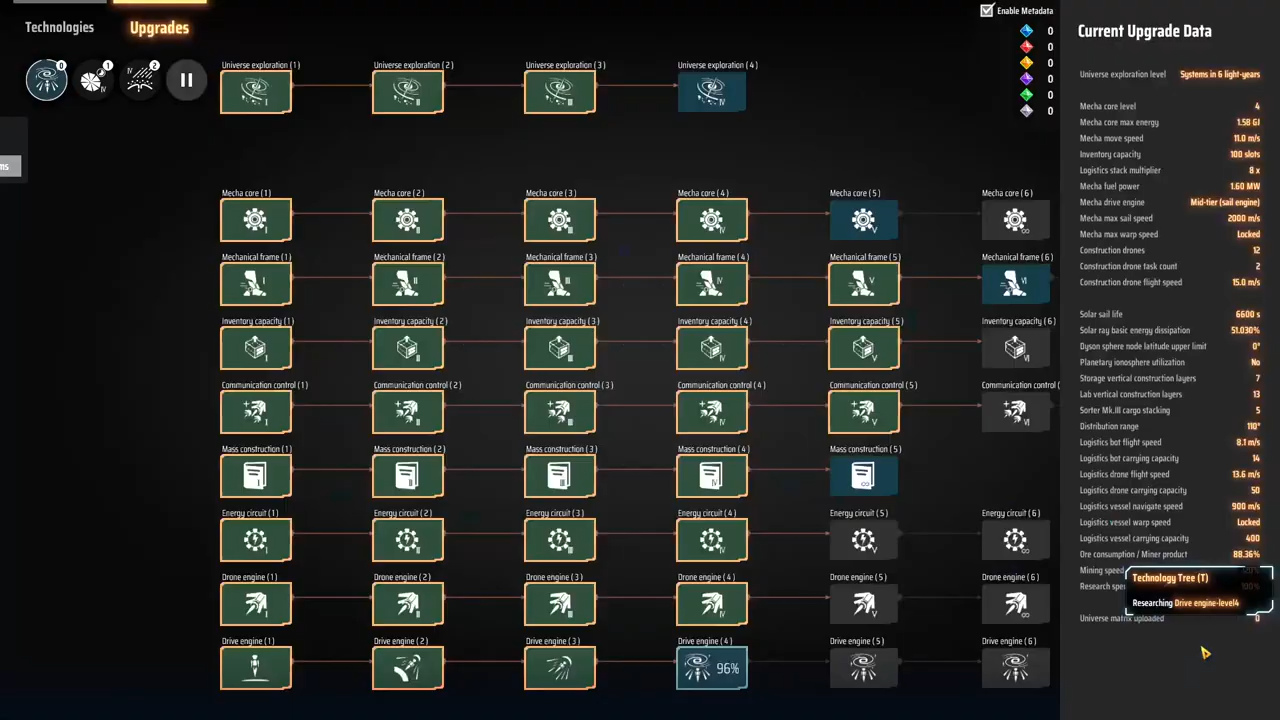 Technologies
Upgrades
Enable Metadata
0
0
0
0
0
0
0
1
2
ms
Universe exploration (1)
Universe exploration (2)
Universe exploration (3)
Universe exploration (4)
Mecha core (1)
Mecha core (2)
Mecha core (3)
Mecha core (4)
Mecha core (5)
Mecha core (6)
Mechanical frame (1)
Mechanical frame (2)
Mechanical frame (3)
Mechanical frame (4)
Mechanical frame (5)
Mechanical frame (6)
Inventory capacity (1)
Inventory capacity (2)
Inventory capacity (3)
Inventory capacity (4)
Inventory capacity (5)
Inventory capacity (6)
Communication control (1)
Communication control (2)
Communication control (3)
Communication control (4)
Communication control (5)
Communication control (
Mass construction (1)
Mass construction (2)
Mass construction (3)
Mass construction (4)
Mass construction (5)
Energy circuit (1)
Energy circuit (2)
Energy circuit (3)
Energy circuit (4)
Energy circuit (5)
Energy circuit (6)
Drone engine (1)
Drone engine (2)
Drone engine (3)
Drone engine (4)
Drone engine (5)
Drone engine (6)
Drive engine (1)
Drive engine (2)
Drive engine (3)
Drive engine (4)
Drive engine (5)
Drive engine (6)
96%
Current Upgrade Data
Universe exploration level Systems in 6 light-years
Mecha core level 4
Mecha core max energy 1.58 GJ
Mecha move speed 11.0 m/s
Inventory capacity 100 slots
Logistics stack multiplier 8 x
Mecha fuel power 1.60 MW
Mecha drive engine Mid-tier (sail engine)
Mecha max sail speed 2000 m/s
Mecha max warp speed Locked
Construction drones 12
Construction drone task count 2
Construction drone flight speed 15.0 m/s
Solar sail life 6600 s
Solar ray basic energy dissipation 51.030%
Dyson sphere node latitude upper limit 0°
Planetary ionosphere utilization No
Storage vertical construction layers 7
Lab vertical construction layers 13
Sorter Mk.III cargo stacking 5
Distribution range 110°
Logistics bot flight speed 8.1 m/s
Logistics bot carrying capacity 14
Logistics drone flight speed 13.6 m/s
Logistics drone carrying capacity 50
Logistics vessel navigate speed 900 m/s
Logistics vessel warp speed Locked
Logistics vessel carrying capacity 400
Ore consumption / Miner product 88.36%
Mining speed
Research spe 100%
Universe matrix uploaded 0
Technology Tree (T)
Researching Drive engine-level4